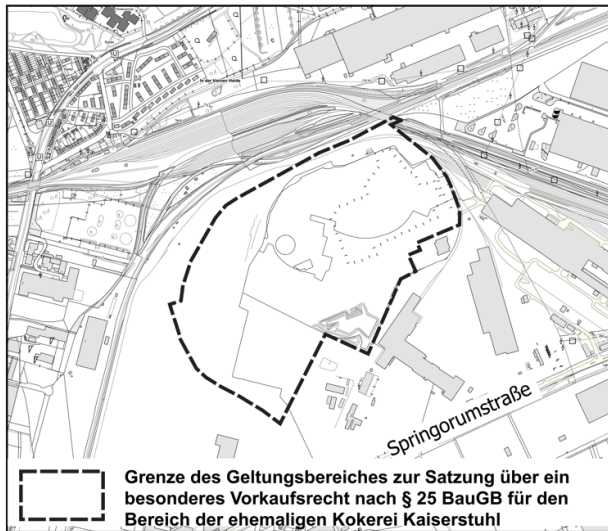 In der kleinen Heide
Springorumstraße
Grenze des Geltungsbereiches zur Satzung über ein
besonderes Vorkaufsrecht nach § 25 BauGB für den
Bereich der ehemaligen Kokerei Kaiserstuhl